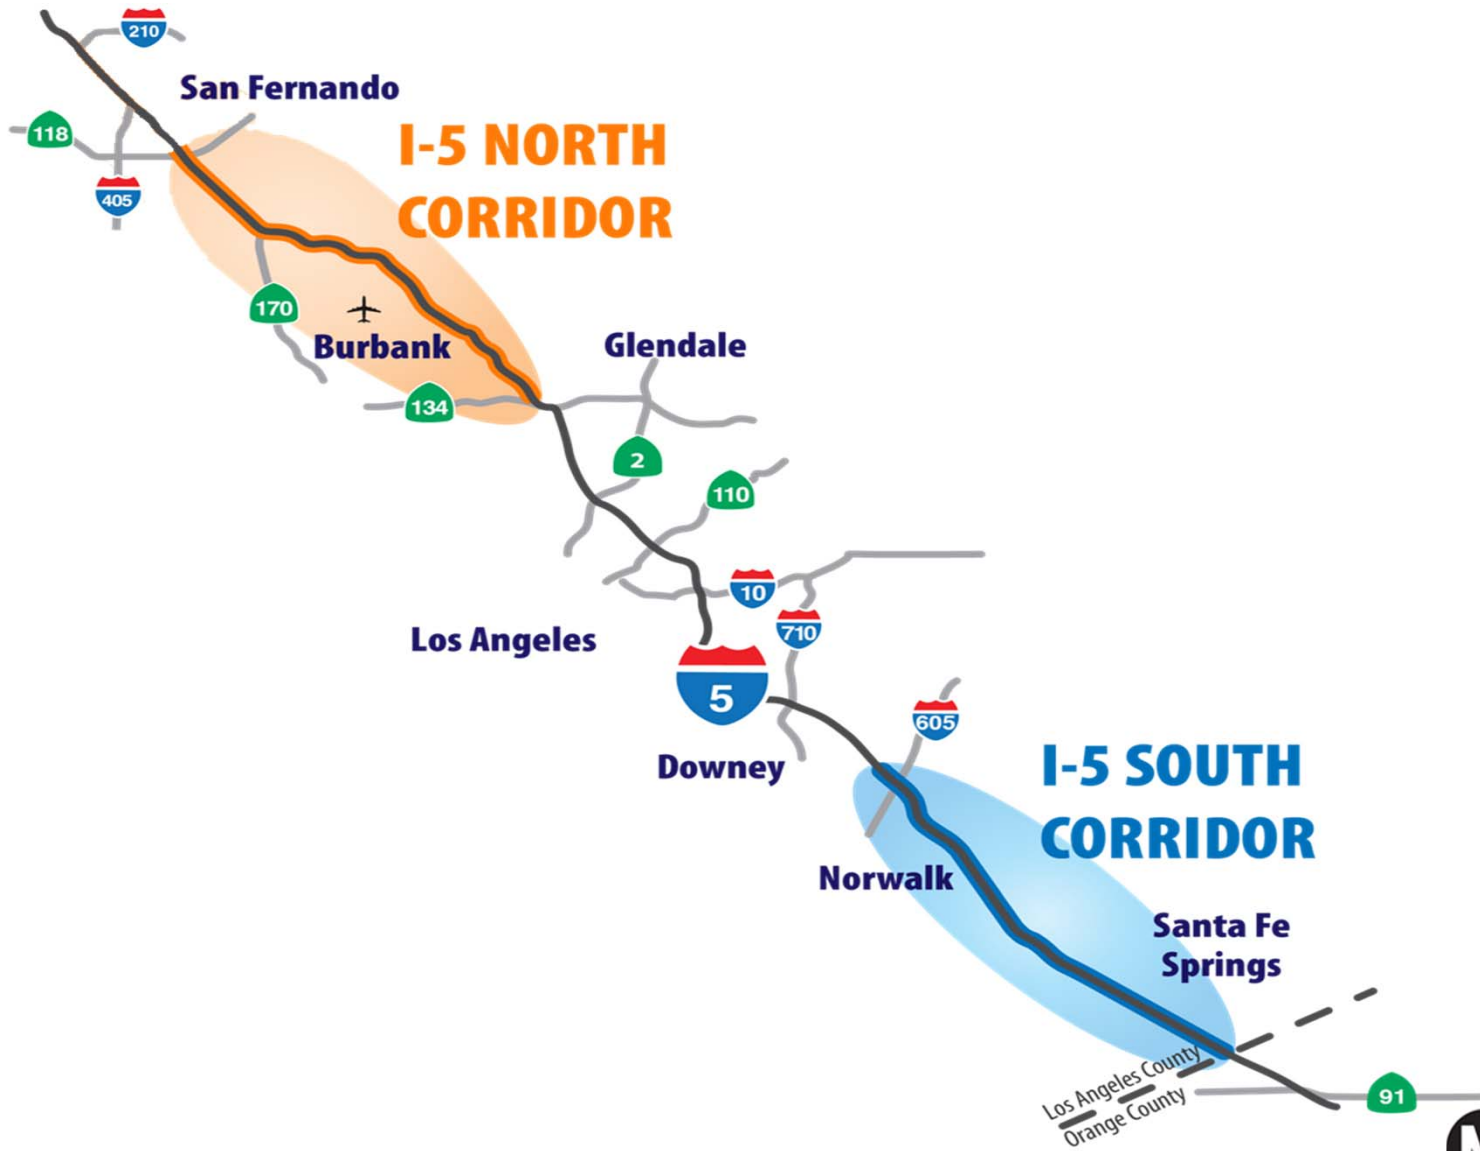 210
San Fernando
118
I-5 NORTH
CORRIDOR
405
170
Burbank
Glendale
134
2
110
10
710
Los Angeles
5
605
Downey
I-5 SOUTH
CORRIDOR
Norwalk
Santa Fe
Springs
Los Angeles County
Orange County
91